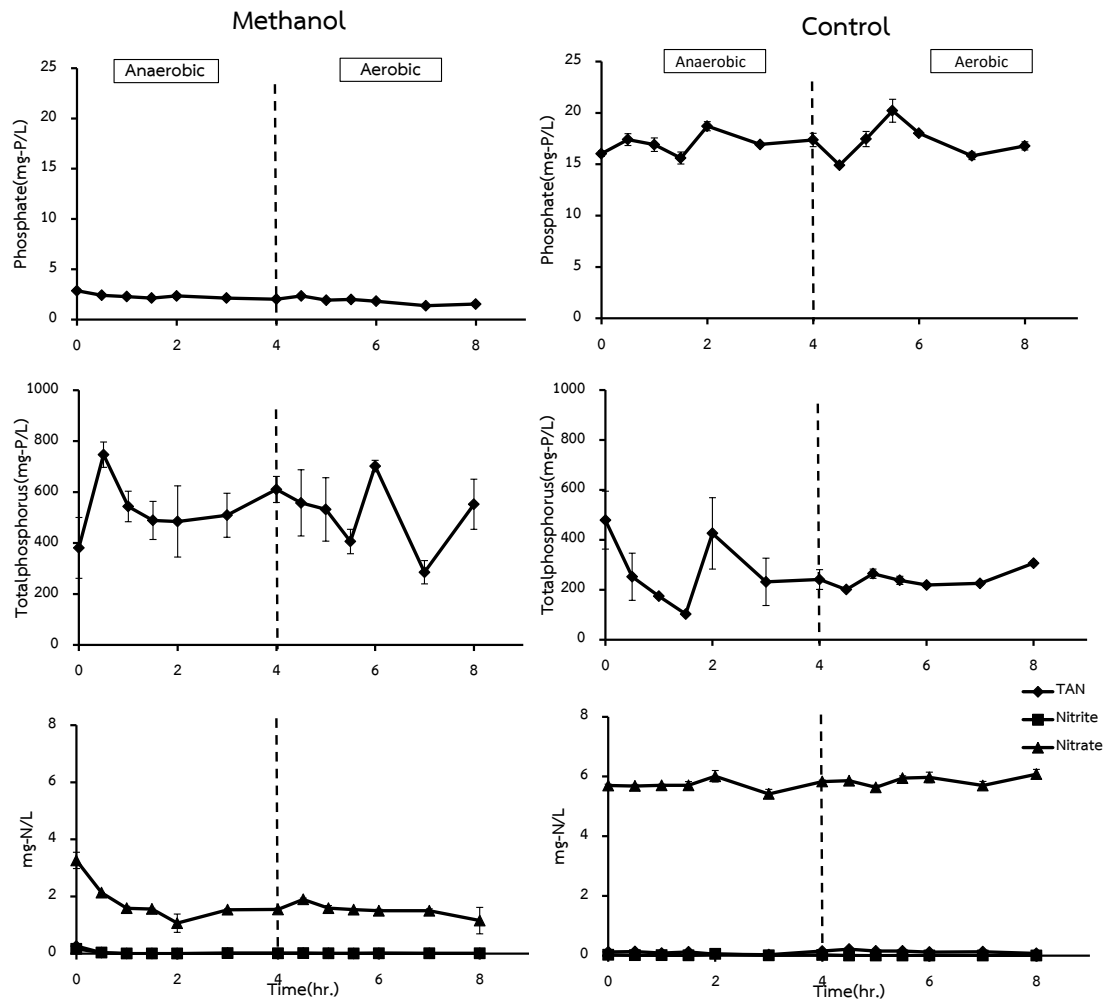 Methanol
Control
Anaerobic
Aerobic
Anaerobic
Aerobic
Phosphate(mg-P/L)
25
20
15
10
5
0
0 2 4 6 8
Phosphate(mg-P/L)
25
20
15
10
5
0
0 2 4 6 8
Totalphosphorus(mg-P/L)
1000
800
600
400
200
0
0 2 4 6 8
Totalphosphorus(mg-P/L)
1000
800
600
400
200
0
0 2 4 6 8
mg-N/L
8
6
4
2
0
0 2 4 6 8
Time(hr.)
mg-N/L
8
6
4
2
0
0 2 4 6 8
Time(hr.)
TAN
Nitrite
Nitrate